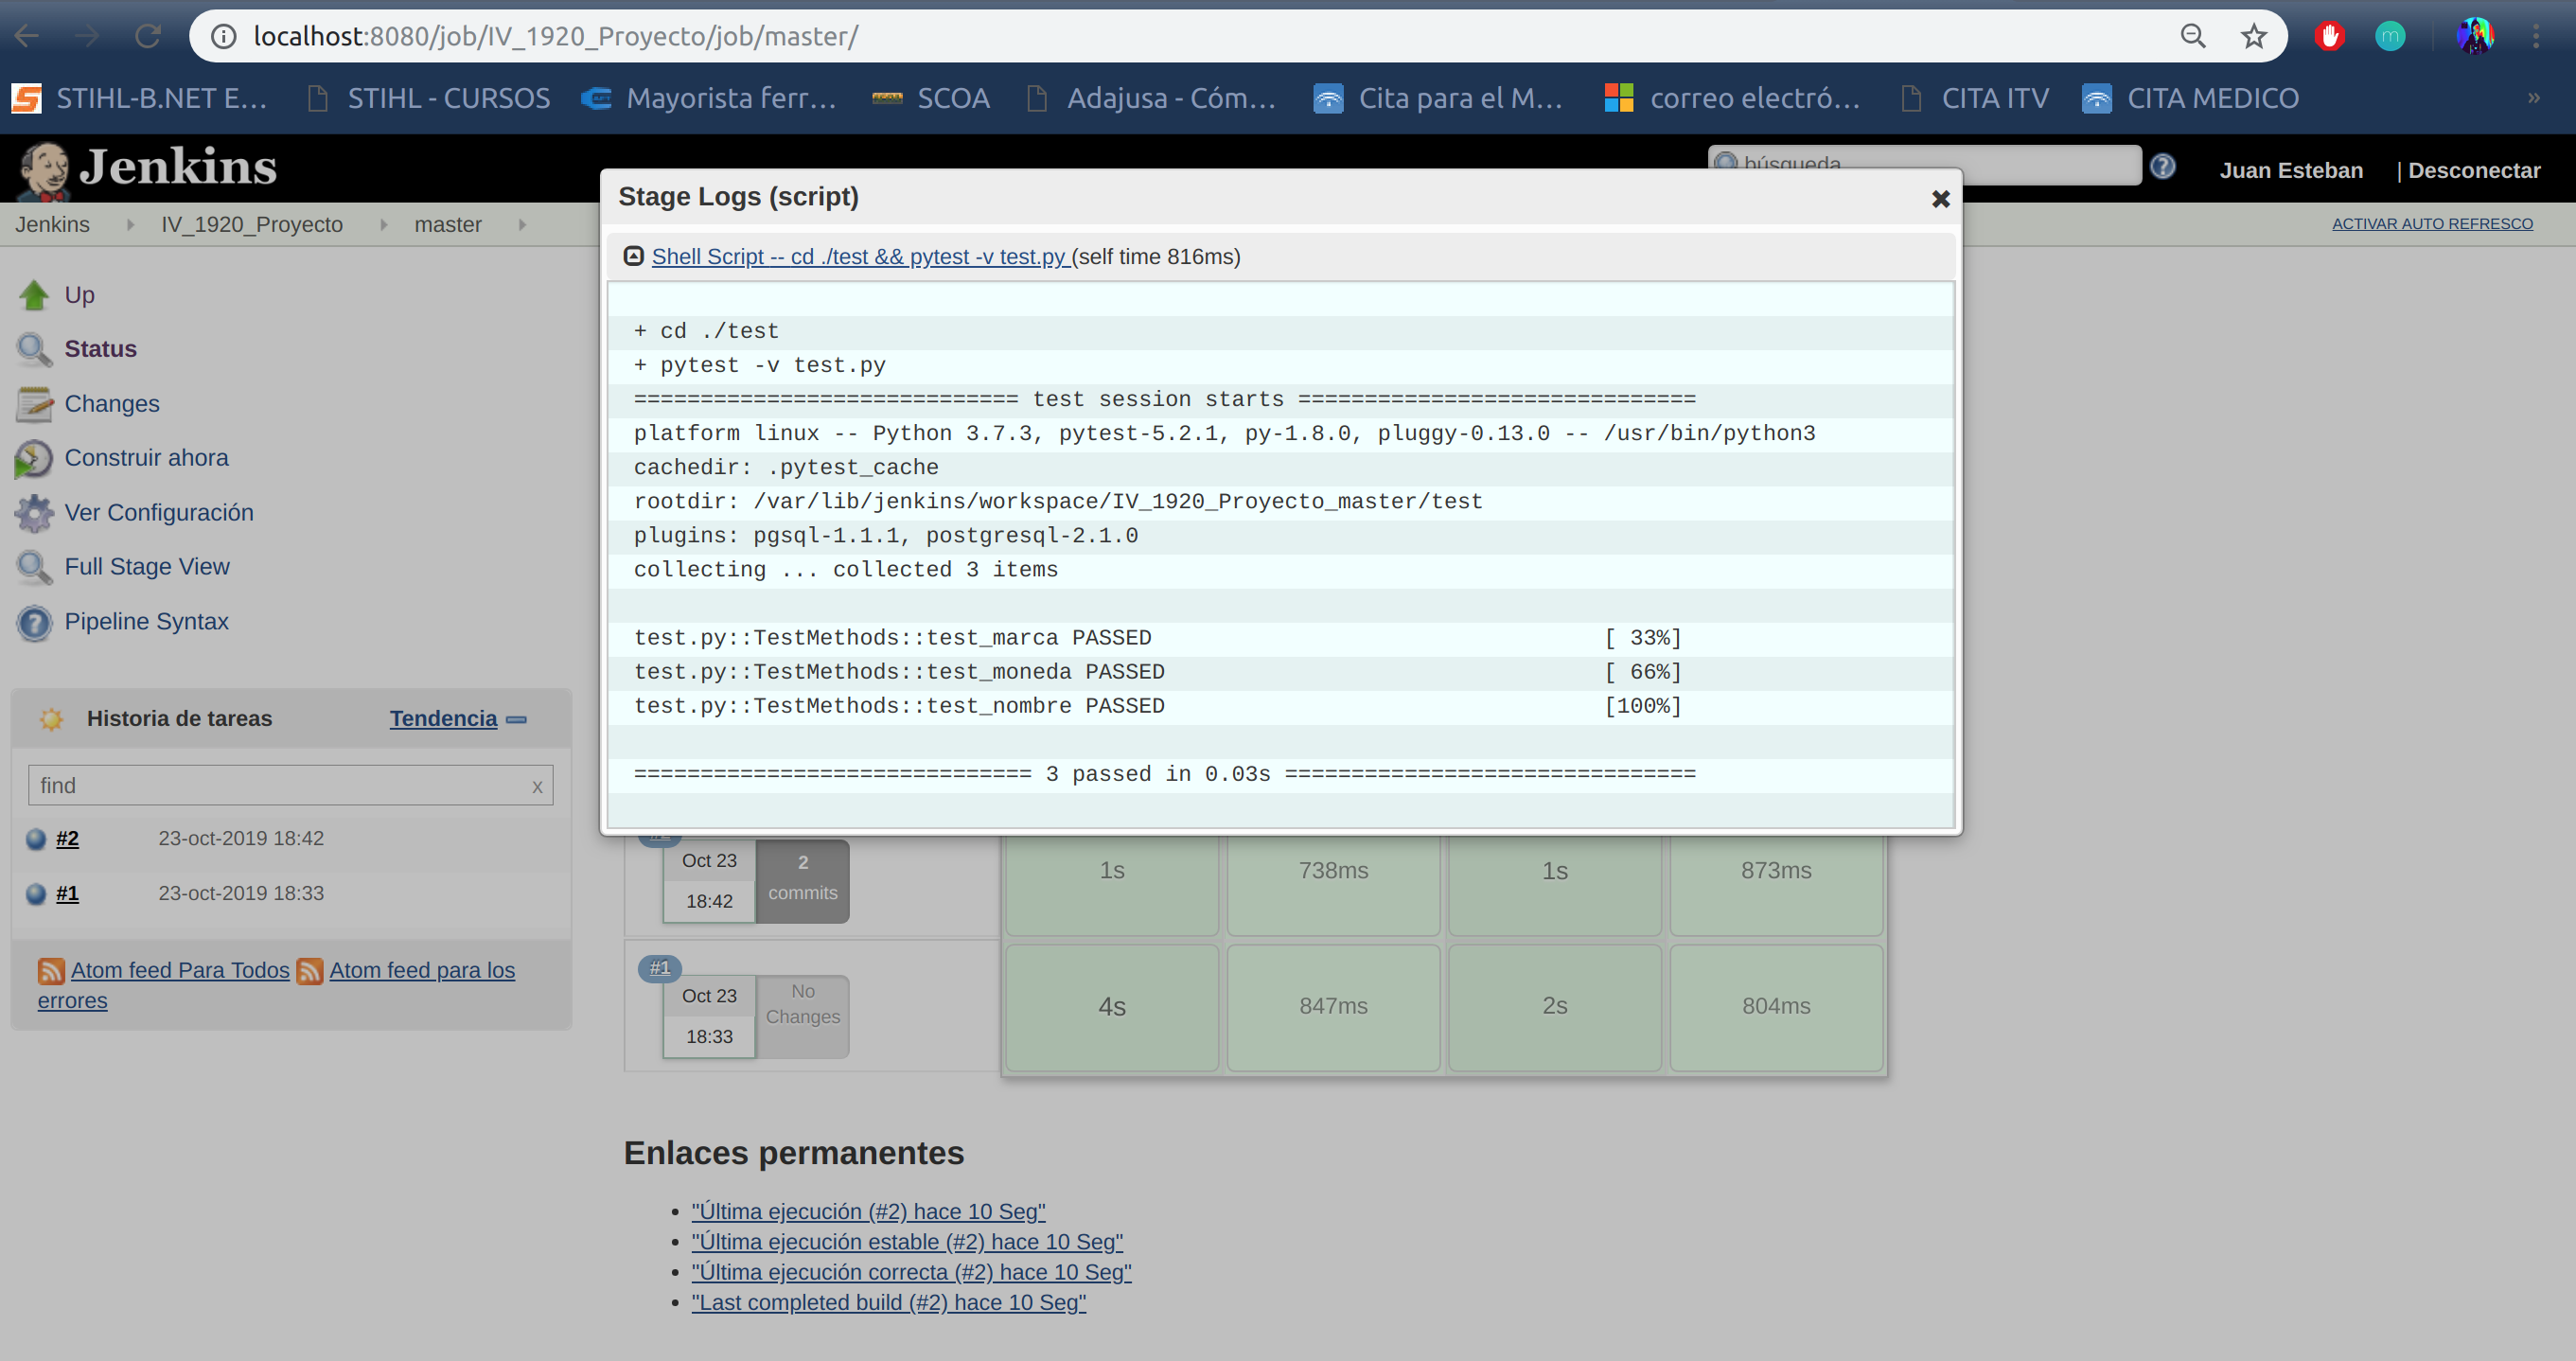 localhost:8080/job/IV_1920_Proyecto/job/master/
STIHL-B.NET E... STIHL - CURSOS Mayorista ferr... SCOA Adajusa - Cóm... Cita para el M... correo electró... CITA ITV CITA MEDICO »
Jenkins búsqueda Juan Esteban | Desconectar
Jenkins IV_1920_Proyecto master ACTIVAR AUTO REFRESCO
Up
Status
Changes
Construir ahora
Ver Configuración
Full Stage View
Pipeline Syntax
Historia de tareas Tendencia
find x
#2 23-oct-2019 18:42
#1 23-oct-2019 18:33
Atom feed Para Todos Atom feed para los
errores
Stage Logs (script)
Shell Script -- cd ./test && pytest -v test.py (self time 816ms)
+ cd ./test
+ pytest -v test.py
============================= test session starts ==============================
platform linux -- Python 3.7.3, pytest-5.2.1, py-1.8.0, pluggy-0.13.0 -- /usr/bin/python3
cachedir: .pytest_cache
rootdir: /var/lib/jenkins/workspace/IV_1920_Proyecto_master/test
plugins: pgsql-1.1.1, postgresql-2.1.0
collecting ... collected 3 items
test.py::TestMethods::test_marca PASSED [ 33%]
test.py::TestMethods::test_moneda PASSED [ 66%]
test.py::TestMethods::test_nombre PASSED [100%]
============================== 3 passed in 0.03s ===============================
Oct 23
18:42
2
commits
1s 738ms 1s 873ms
#1
Oct 23
18:33
No
Changes
4s 847ms 2s 804ms
Enlaces permanentes
"Última ejecución (#2) hace 10 Seg"
"Última ejecución estable (#2) hace 10 Seg"
"Última ejecución correcta (#2) hace 10 Seg"
"Last completed build (#2) hace 10 Seg"